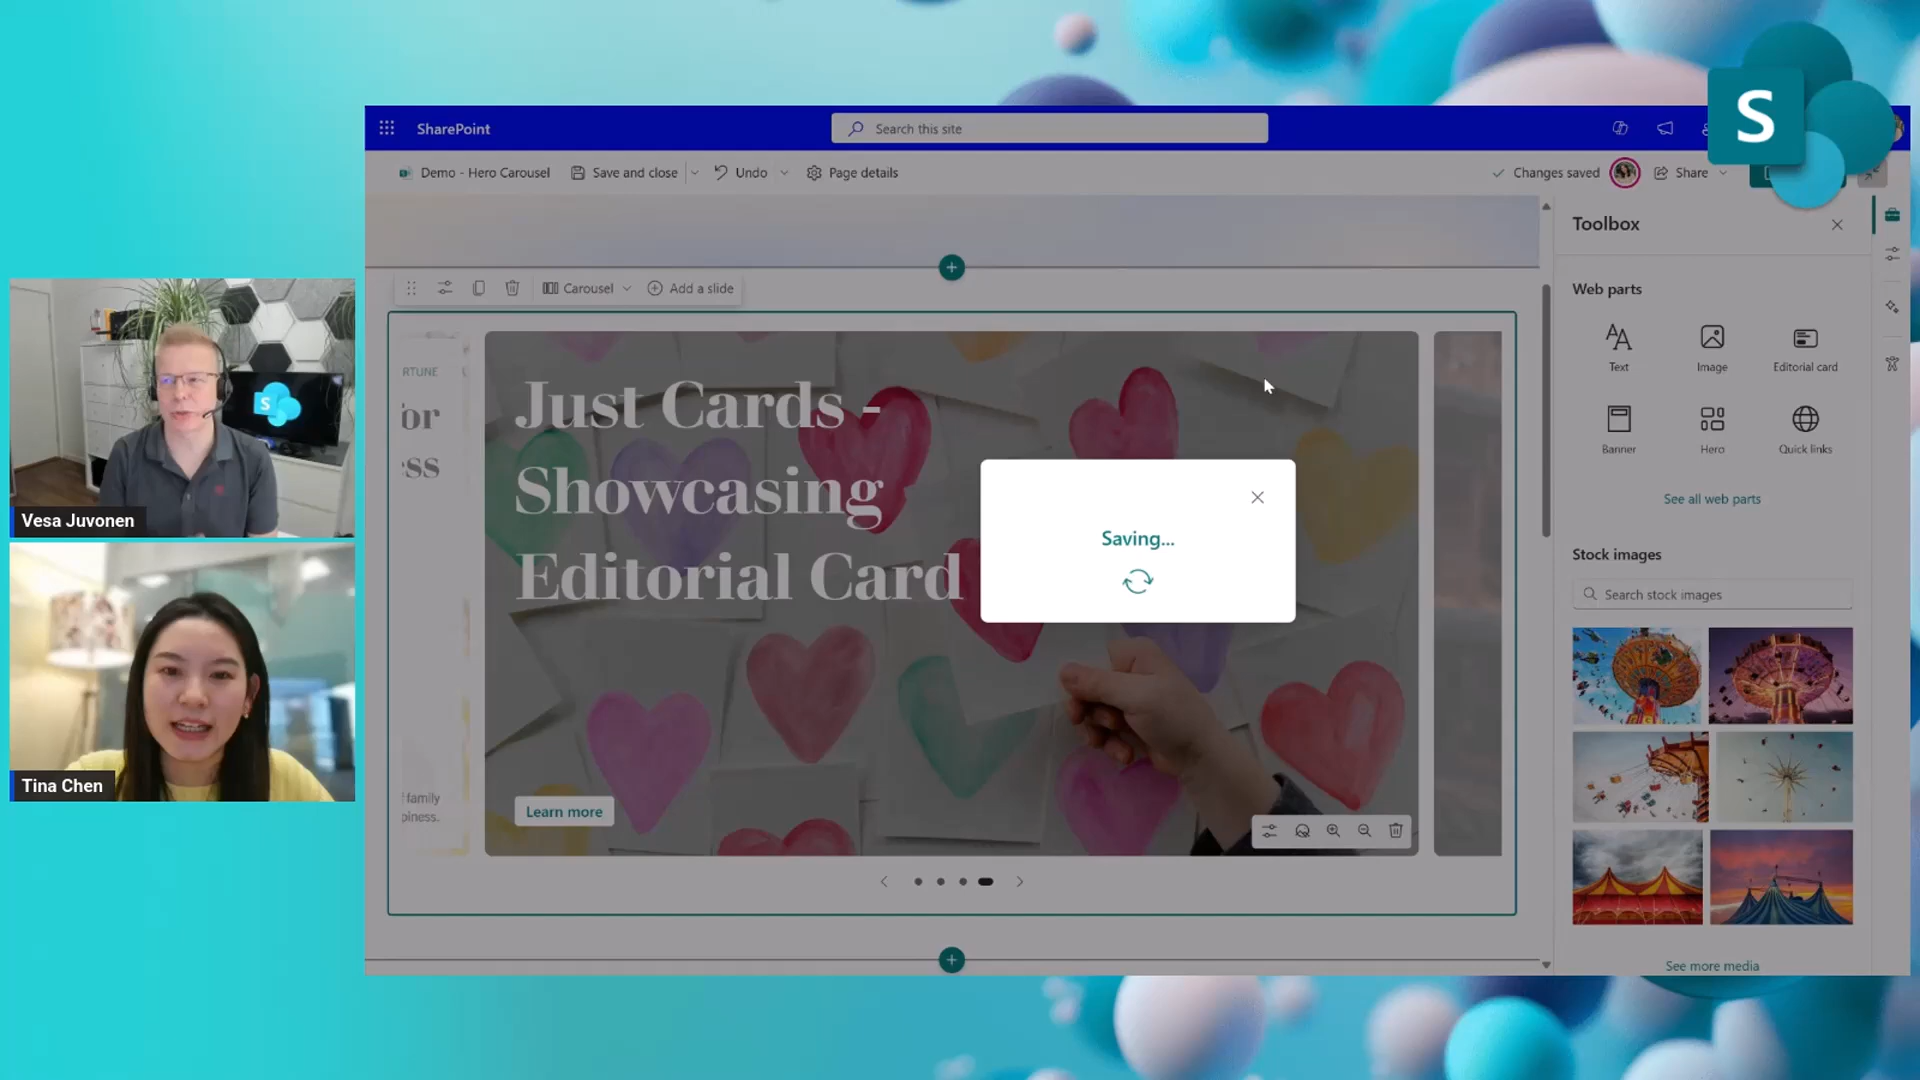 S
SharePoint
Search this site
Demo - Hero Carousel
Save and close
Undo
Page details
Changes saved
Share
Carousel
Add a slide
RTUNE
or
ss
family
piness.
Just Cards -
Showcasing
Editorial Card
Learn more
Saving...
Toolbox
Web parts
Text
Image
Editorial card
Banner
Hero
Quick links
See all web parts
Stock images
Search stock images
See more media
S
Vesa Juvonen
Tina Chen